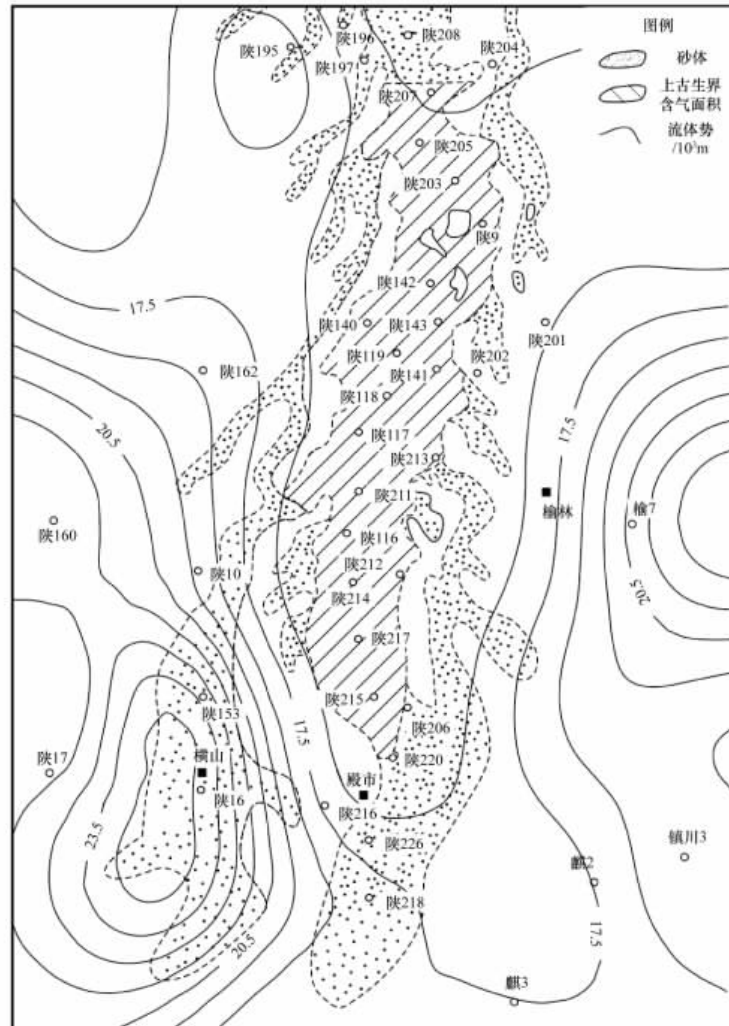 图例
砂体
上古生界
含气面积
流体势
/10³m
陕196
陕208
陕195
陕204
陕197
陕207
陕205
陕203
陕9
陕142
17.5
陕140
陕143
陕201
陕119
陕202
陕162
陕141
陕118
20.5
17.5
陕117
陕213
陕211
榆林
榆7
陕160
陕116
陕10
陕212
陕214
20.5
陕217
陕153
陕215
陕206
17.5
陕17
横山
陕220
殿市
陕16
陕216
23.5
陕226
镇川3
麒2
陕218
17.5
20.5
麒3